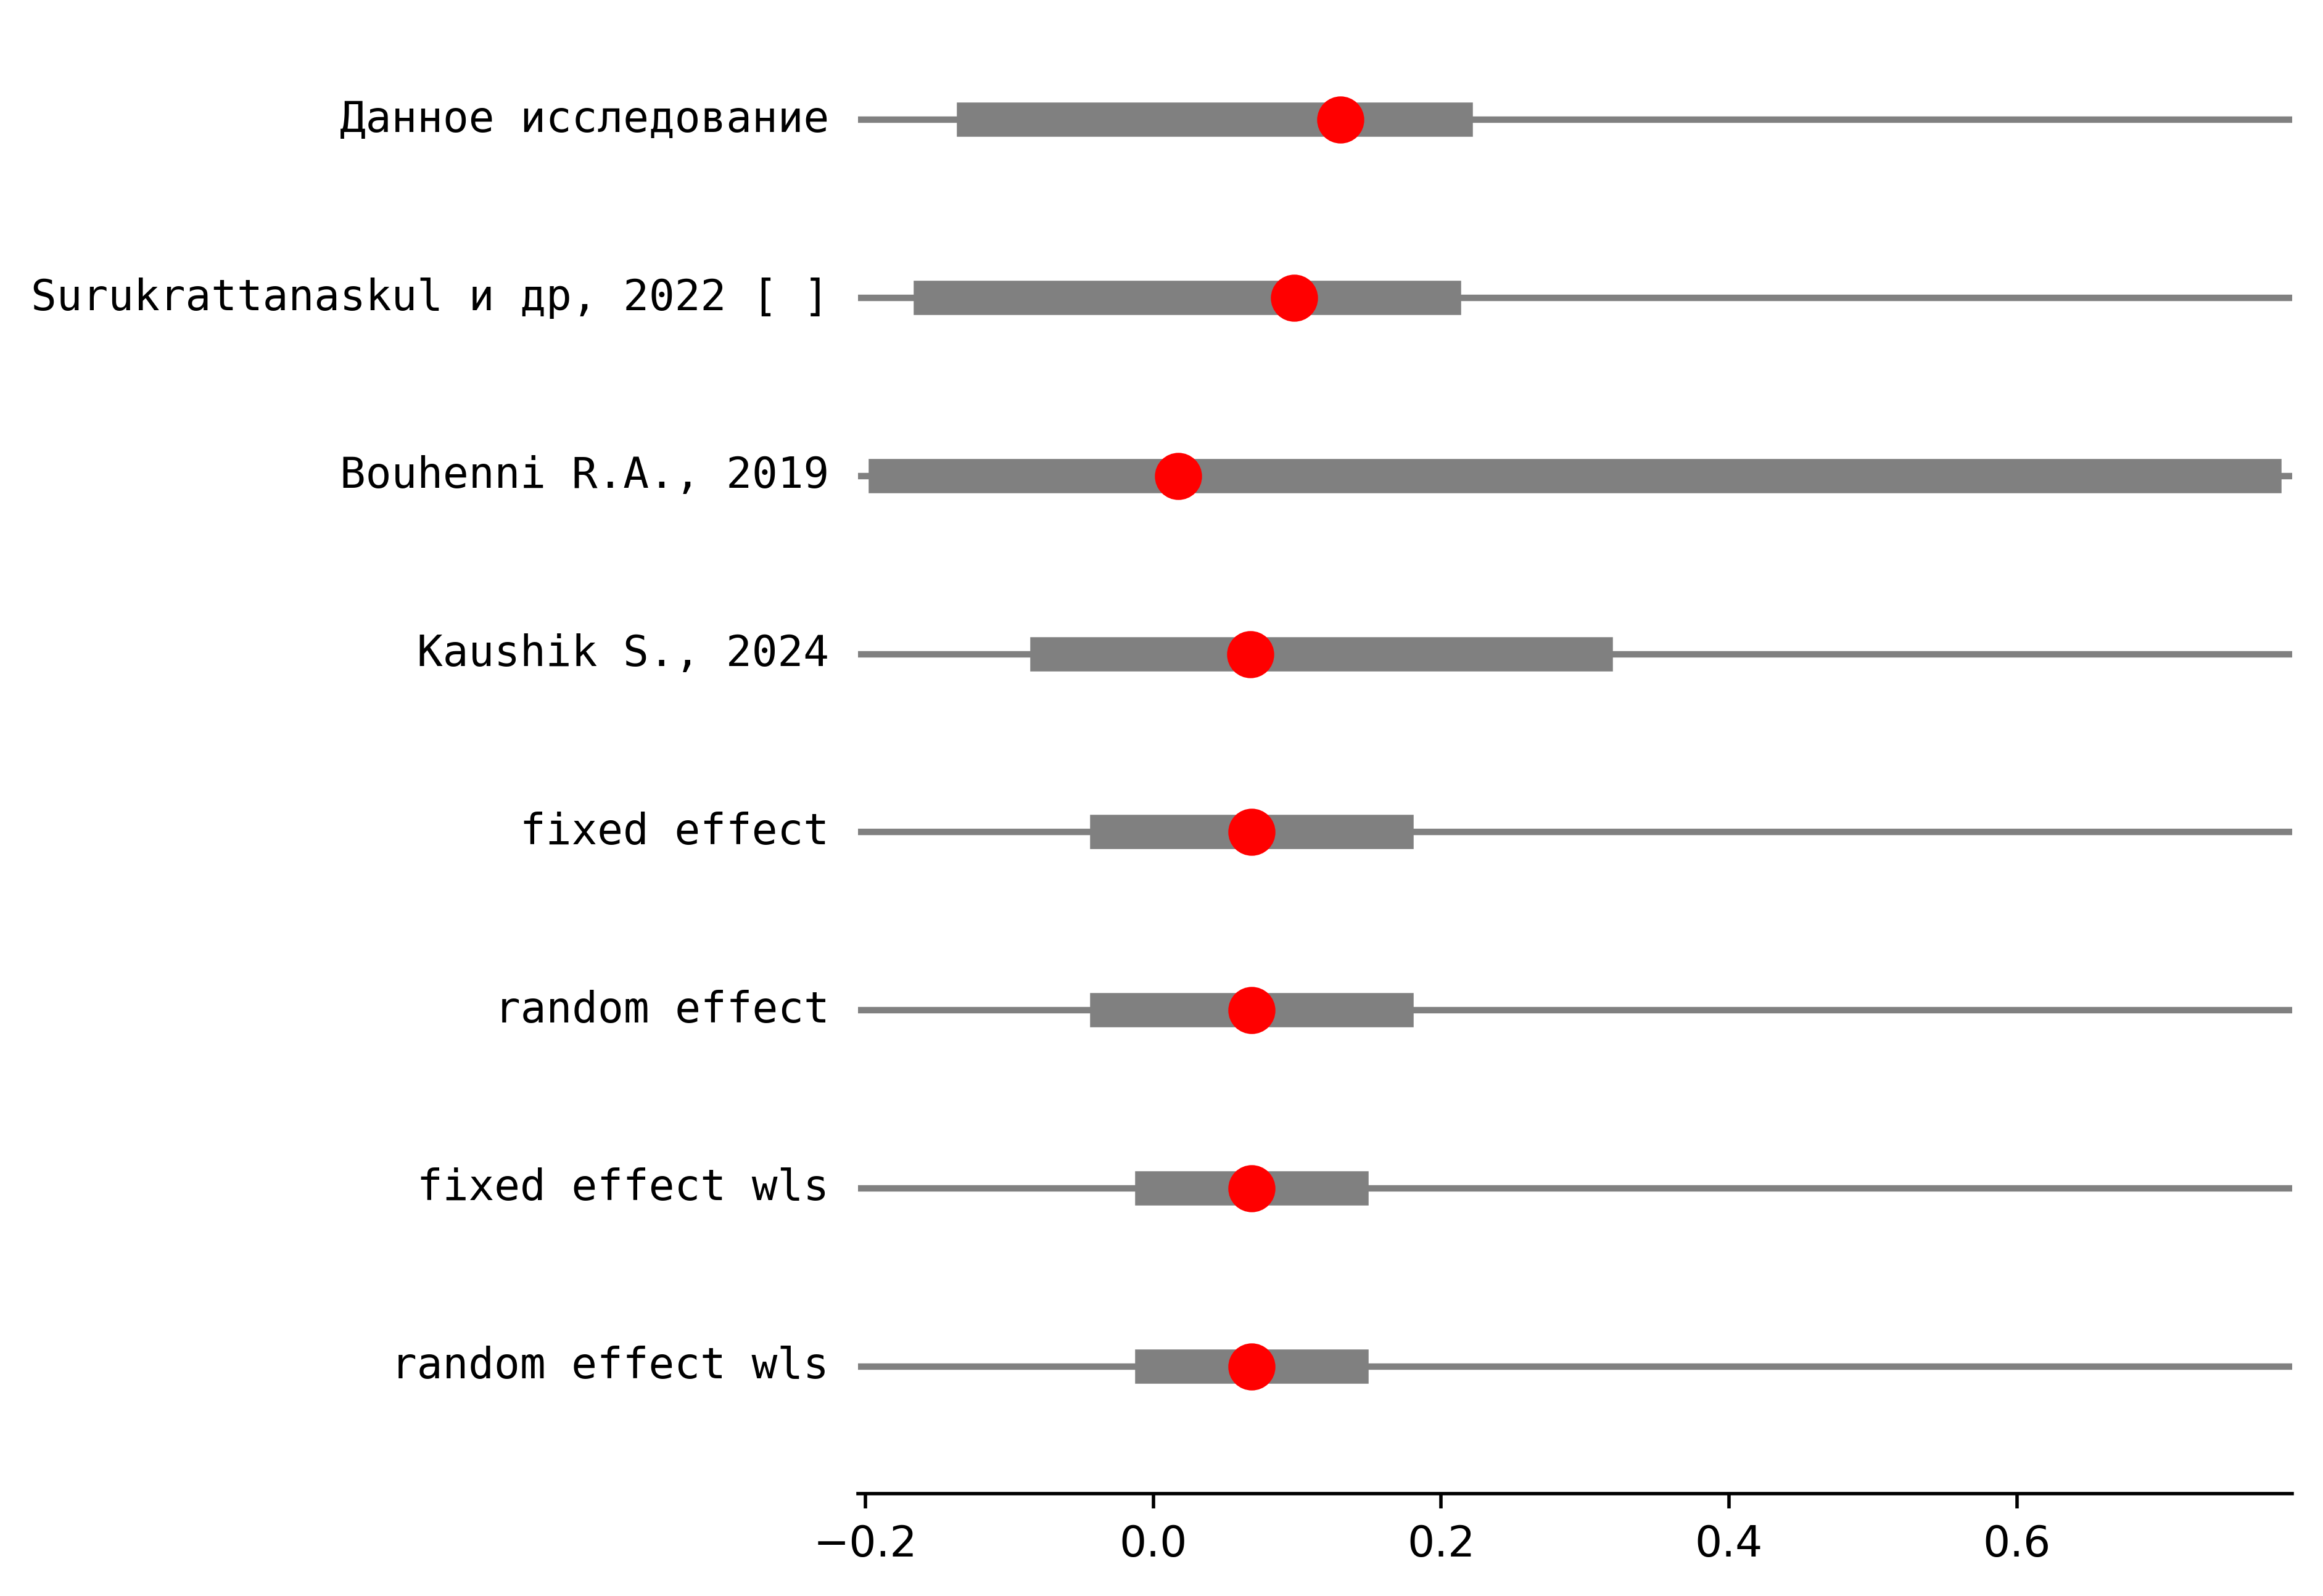 Данное исследование
Surukrattanaskul и др, 2022 [ ]
Bouhenni R.A., 2019
Kaushik S., 2024
fixed effect
random effect
fixed effect wls
random effect wls
−0.2 0.0 0.2 0.4 0.6